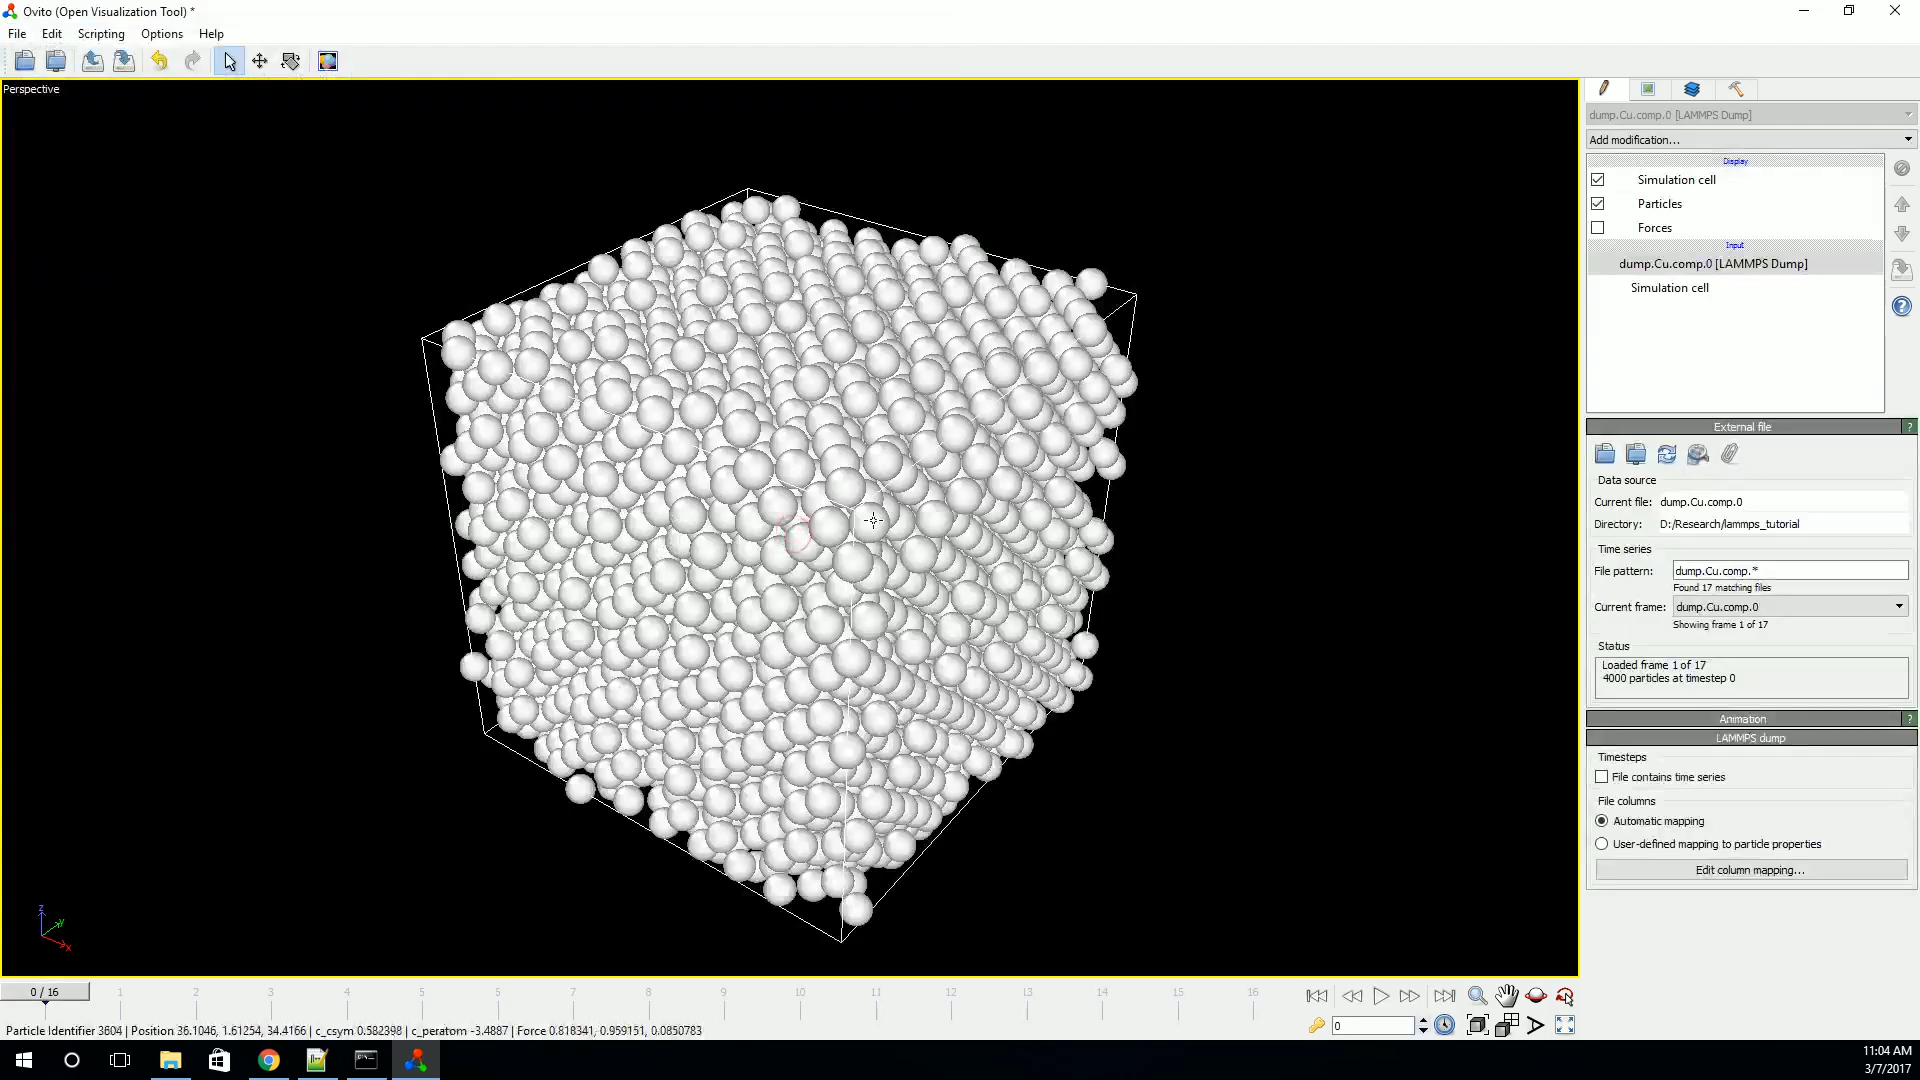 Ovito (Open Visualization Tool) *
File Edit Scripting Options Help
Perspective
dump.Cu.comp.0 [LAMMPS Dump]
Add modification...
Display
Simulation cell
Particles
Forces
Input
dump.Cu.comp.0 [LAMMPS Dump]
Simulation cell
External file ?
Data source
Current file: dump.Cu.comp.0
Directory: D:/Research/lammps_tutorial
Time series
File pattern: dump.Cu.comp.*
Found 17 matching files
Current frame: dump.Cu.comp.0
Showing frame 1 of 17
Status
Loaded frame 1 of 17
4000 particles at timestep 0
Animation ?
LAMMPS dump
Timesteps
File contains time series
File columns
Automatic mapping
User-defined mapping to particle properties
Edit column mapping...
z
y
x
0 / 16 1 2 3 4 5 6 7 8 9 10 11 12 13 14 15 16
0
Particle Identifier 3604 | Position 36.1046, 1.61254, 34.4166 | c_csym 0.582398 | c_peratom -3.4887 | Force 0.818341, 0.959151, 0.0850783
11:04 AM
3/7/2017